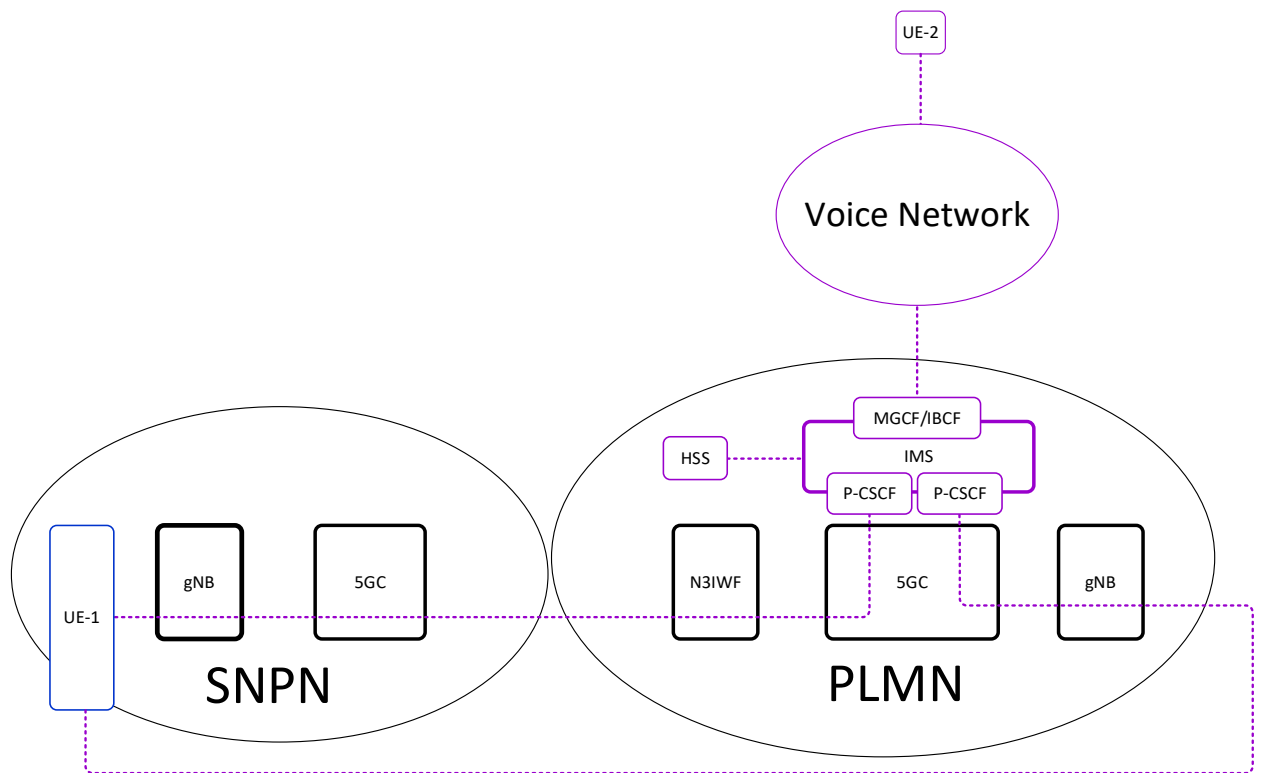 UE-2
Voice Network
MGCF/IBCF
HSS
IMS
P-CSCF
P-CSCF
gNB
5GC
N3IWF
5GC
gNB
UE-1
SNPN
PLMN